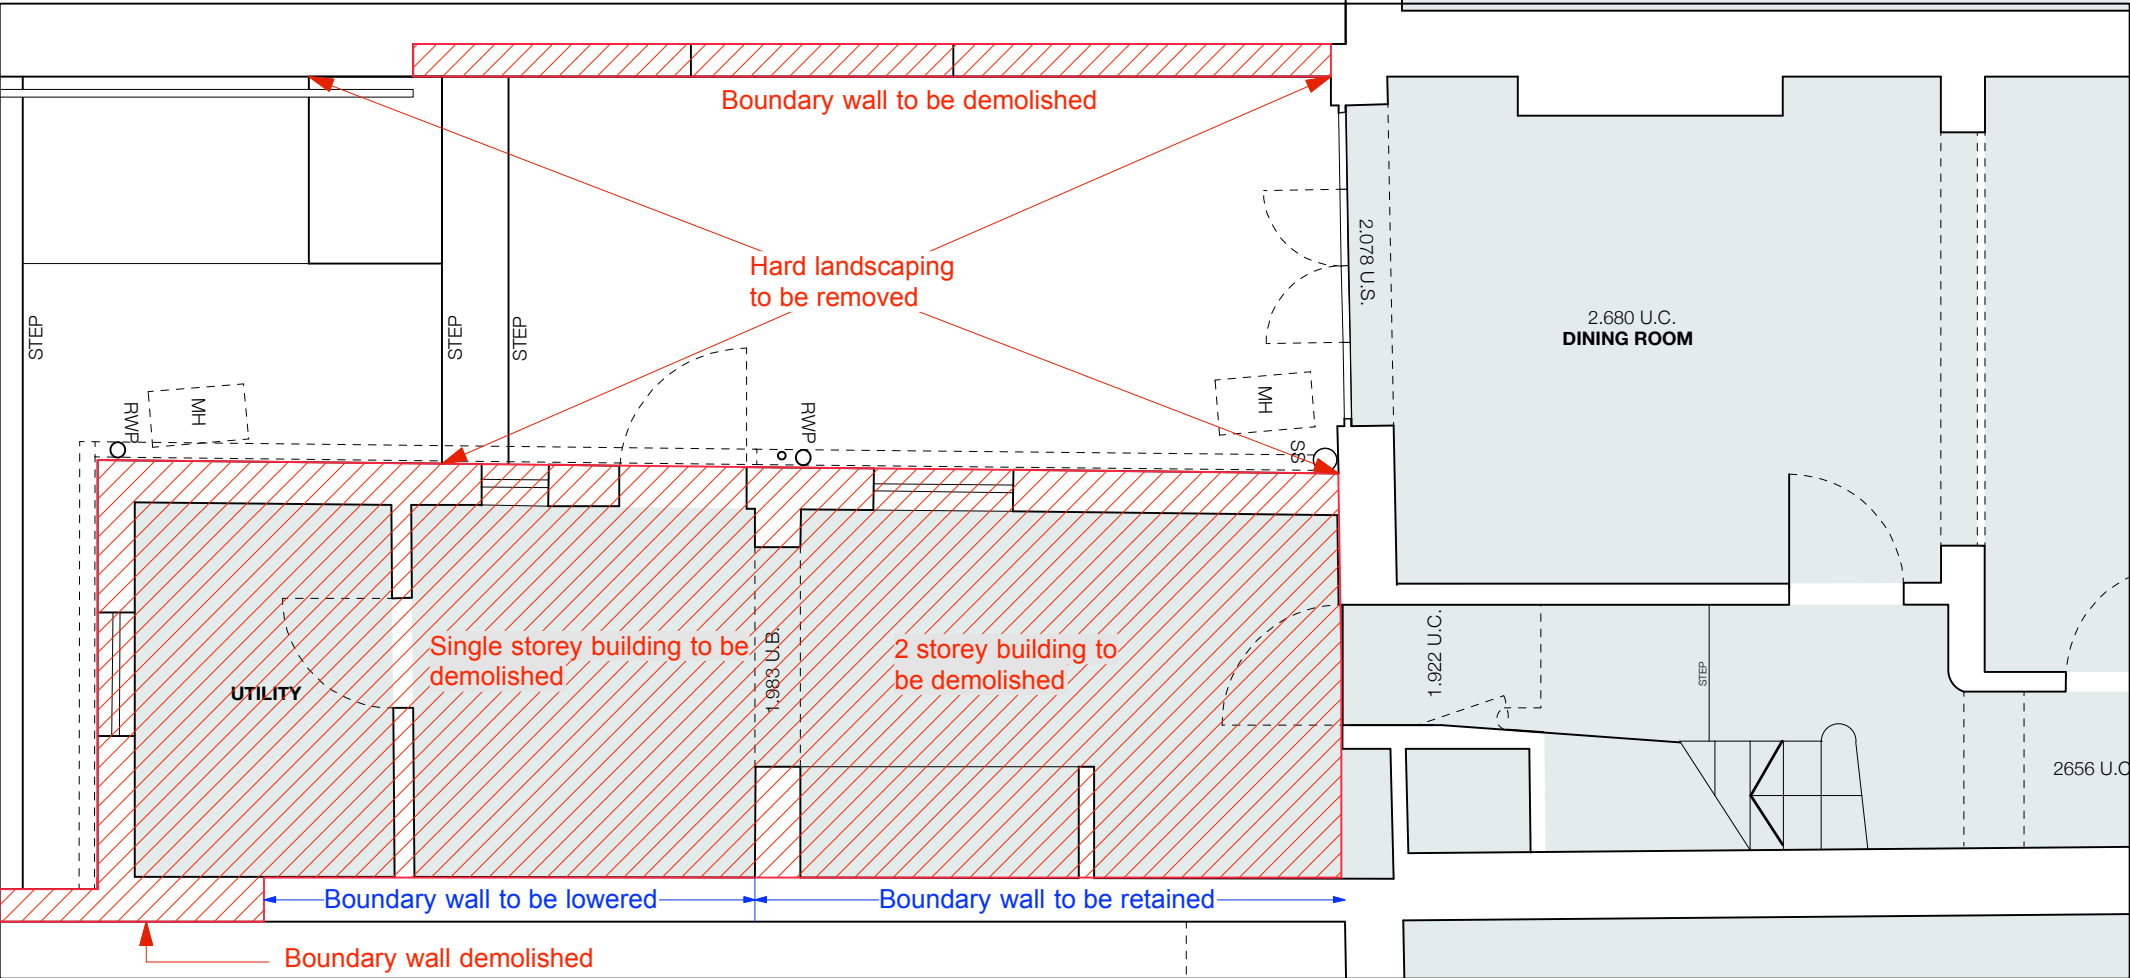 Boundary wall to be demolished
Hard landscaping
to be removed
2.078 U.S.
2.680 U.C.
DINING ROOM
STEP
STEP
STEP
RWP
MH
RWP
MH
SS
Single storey building to be
demolished
1.983 U.B.
2 storey building to
be demolished
UTILITY
1.922 U.C.
STEP
2656 U.C
Boundary wall to be lowered
Boundary wall to be retained
Boundary wall demolished